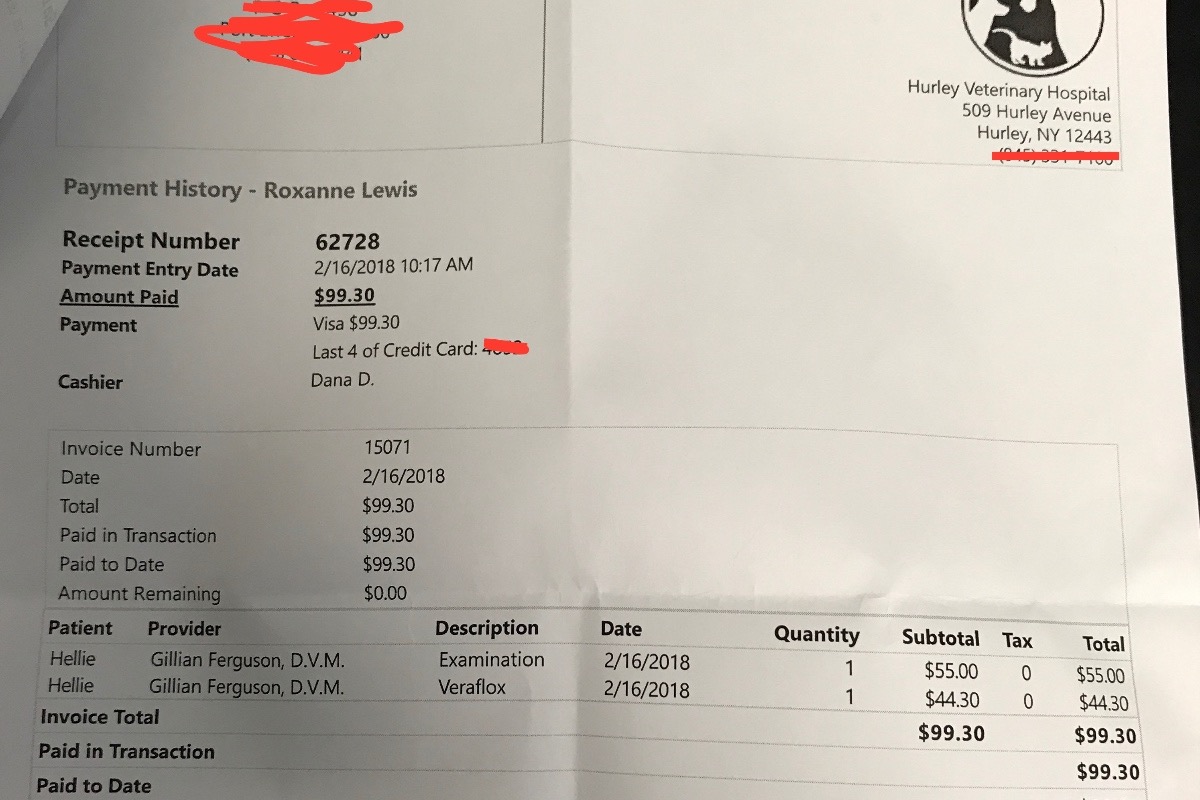 Hurley Veterinary Hospital
509 Hurley Avenue
Hurley, NY 12443
Payment History - Roxanne Lewis
Receipt Number 62728
Payment Entry Date 2/16/2018 10:17 AM
Amount Paid $99.30
Payment Visa $99.30
Last 4 of Credit Card:
Cashier Dana D.
Invoice Number 15071
Date 2/16/2018
Total $99.30
Paid in Transaction $99.30
Paid to Date $99.30
Amount Remaining $0.00
Patient Provider Description Date Quantity Subtotal Tax Total
Hellie Gillian Ferguson, D.V.M. Examination 2/16/2018 1 $55.00 0 $55.00
Hellie Gillian Ferguson, D.V.M. Veraflox 2/16/2018 1 $44.30 0 $44.30
Invoice Total $99.30 $99.30
Paid in Transaction $99.30
Paid to Date